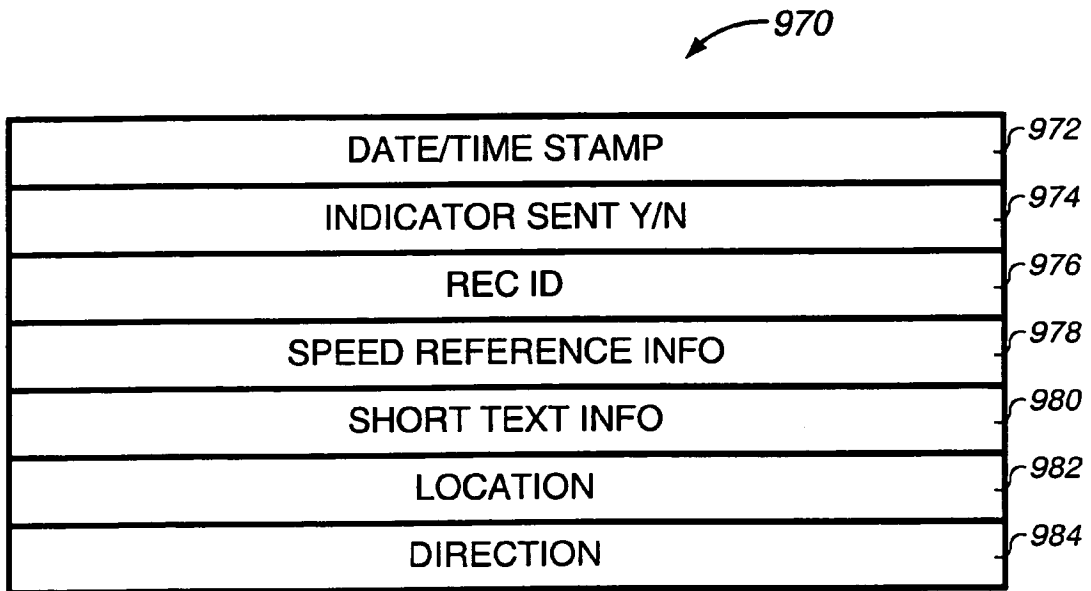 970
DATE/TIME STAMP 972
INDICATOR SENT Y/N 974
REC ID 976
SPEED REFERENCE INFO 978
SHORT TEXT INFO 980
LOCATION 982
DIRECTION 984